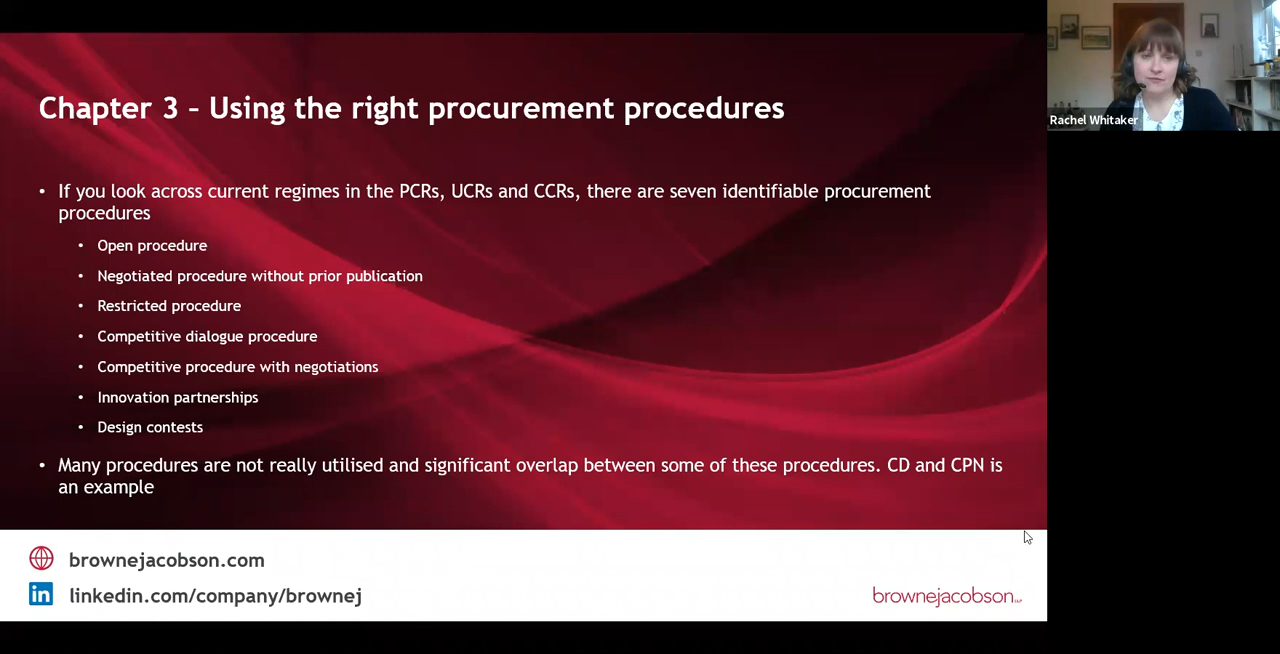 Chapter 3 – Using the right procurement procedures
• If you look across current regimes in the PCRs, UCRs and CCRs, there are seven identifiable procurement
procedures
• Open procedure
• Negotiated procedure without prior publication
• Restricted procedure
• Competitive dialogue procedure
• Competitive procedure with negotiations
• Innovation partnerships
• Design contests
• Many procedures are not really utilised and significant overlap between some of these procedures. CD and CPN is
an example
brownejacobson.com
in linkedin.com/company/brownej
brownejacobson
Rachel Whitaker